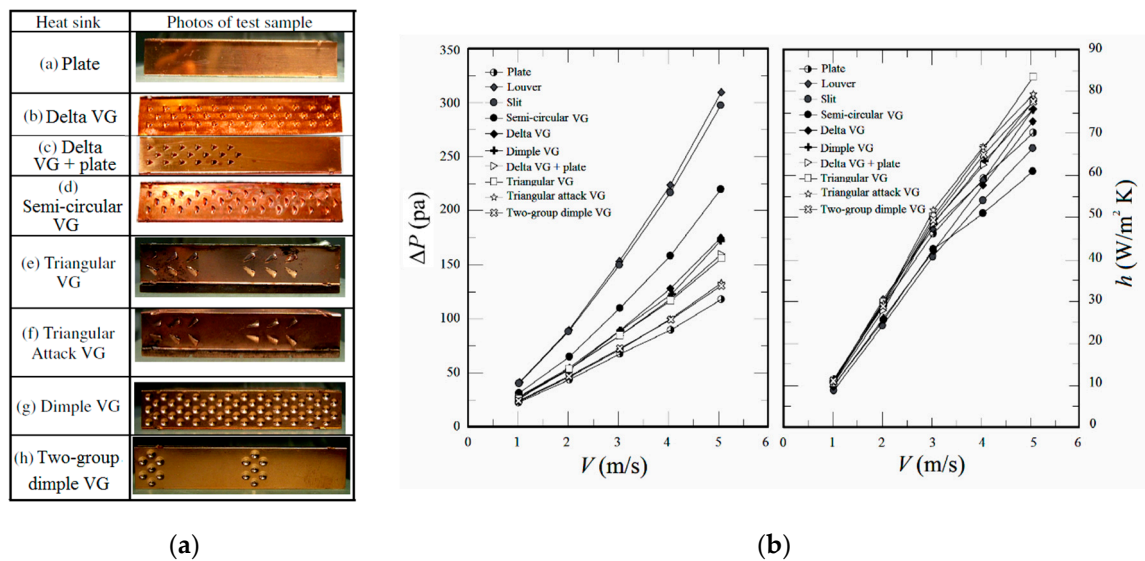 Heat sink Photos of test sample
(a) Plate
(b) Delta VG
(c) Delta
VG + plate
(d)
Semi-circular
VG
(e) Triangular
VG
(f) Triangular
Attack VG
(g) Dimple VG
(h) Two-group
dimple VG
(a)
350
300
250
200
150
100
50
0
ΔP (pa)
Plate
Louver
Slit
Semi-circular VG
Delta VG
Dimple VG
Delta VG + plate
Triangular VG
Triangular attack VG
Two-group dimple VG
0 1 2 3 4 5 6
V (m/s)
Plate
Louver
Slit
Semi-circular VG
Delta VG
Dimple VG
Delta VG + plate
Triangular VG
Triangular attack VG
Two-group dimple VG
0 1 2 3 4 5 6
V (m/s)
90
80
70
60
50
40
30
20
10
0
h (W/m² K)
(b)